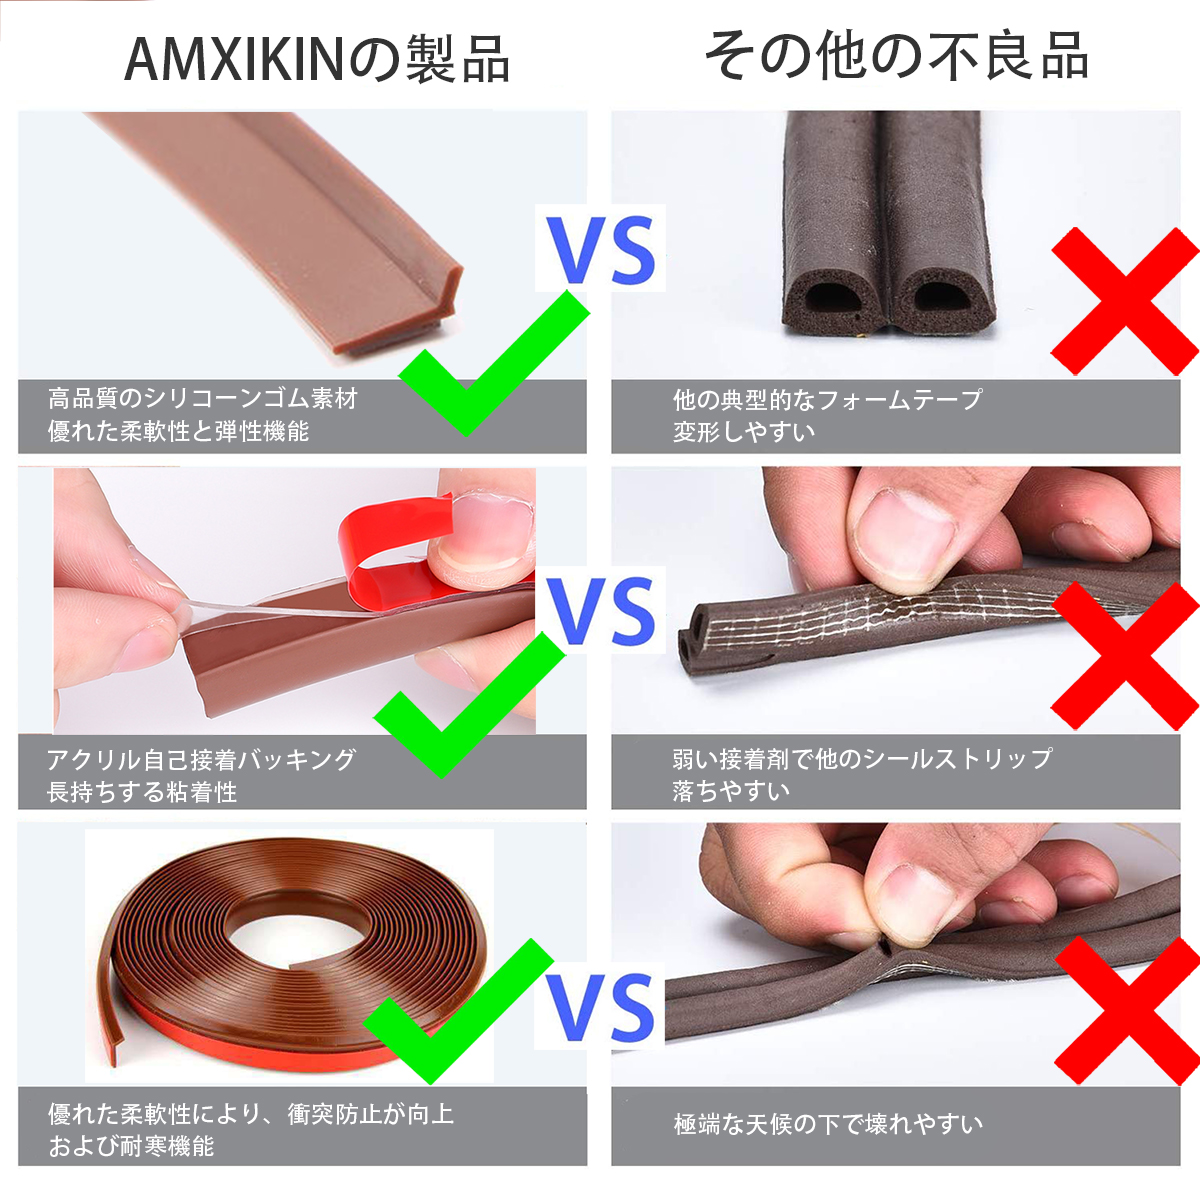 AMXIKINの製品
その他の不良品
VS
高品質のシリコーンゴム素材
優れた柔軟性と弾性機能
他の典型的なフォームテープ
変形しやすい
VS
アクリル自己接着バッキング
長持ちする粘着性
弱い接着剤で他のシールストリップ
落ちやすい
VS
優れた柔軟性により、衝突防止が向上
および耐寒機能
極端な天候の下で壊れやすい